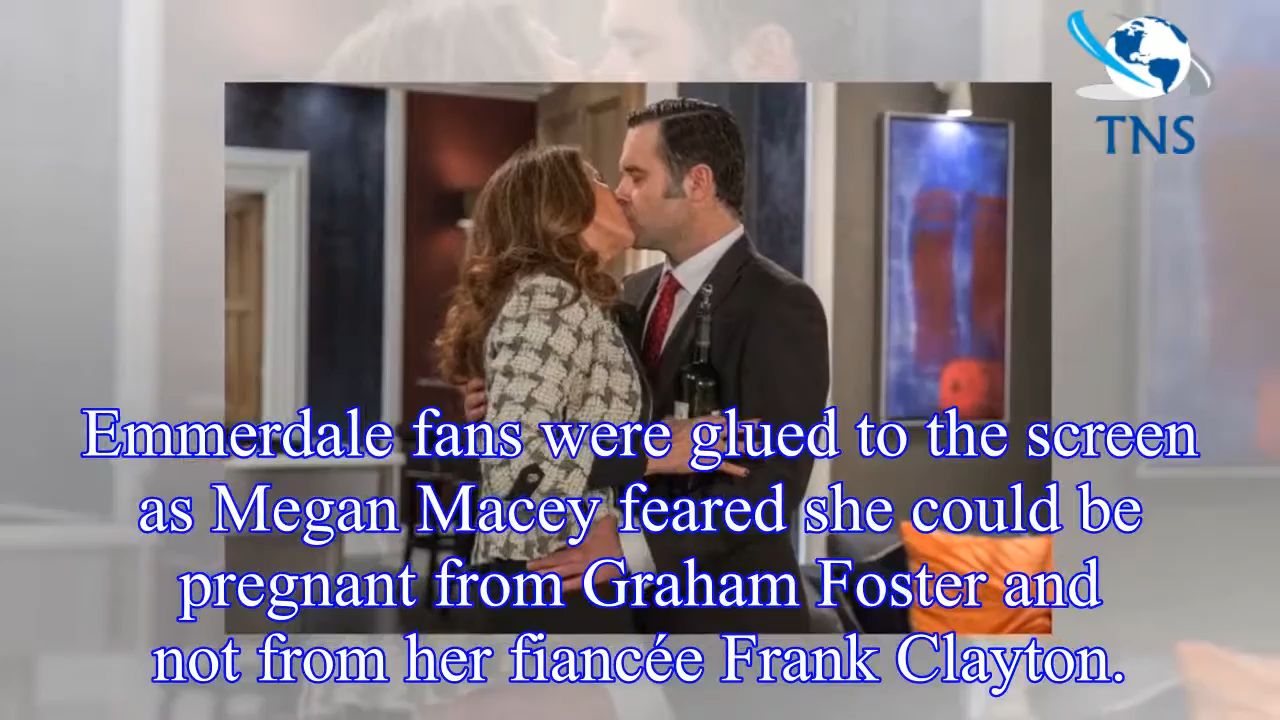 TNS
Emmerdale fans were glued to the screen
as Megan Macey feared she could be
pregnant from Graham Foster and
not from her fiancée Frank Clayton.